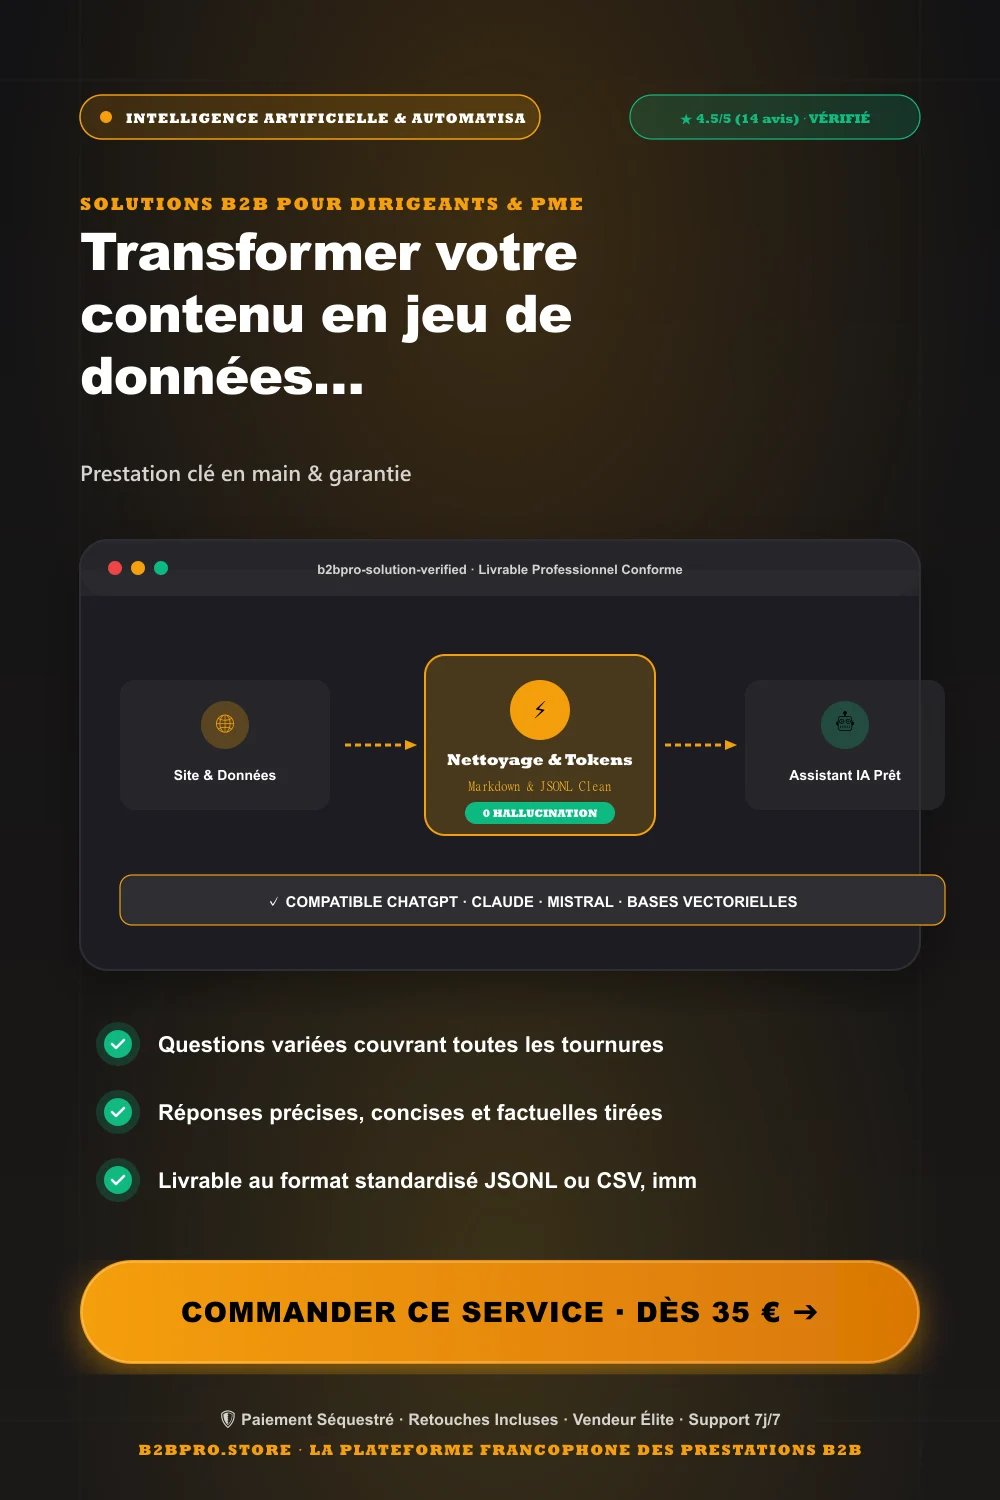 INTELLIGENCE ARTIFICIELLE & AUTOMATISA
★ 4.5/5 (14 avis) · VÉRIFIÉ
SOLUTIONS B2B POUR DIRIGEANTS & PME
Transformer votre
contenu en jeu de
données...
Prestation clé en main & garantie
b2bpro-solution-verified · Livrable Professionnel Conforme
Site & Données
Nettoyage & Tokens
Markdown & JSONL Clean
0 HALLUCINATION
Assistant IA Prêt
✓ COMPATIBLE CHATGPT · CLAUDE · MISTRAL · BASES VECTORIELLES
Questions variées couvrant toutes les tournures
Réponses précises, concises et factuelles tirées
Livrable au format standardisé JSONL ou CSV, imm
COMMANDER CE SERVICE · DÈS 35 € ➔
🛡 Paiement Séquestré · Retouches Incluses · Vendeur Élite · Support 7j/7
B2BPRO.STORE · LA PLATEFORME FRANCOPHONE DES PRESTATIONS B2B